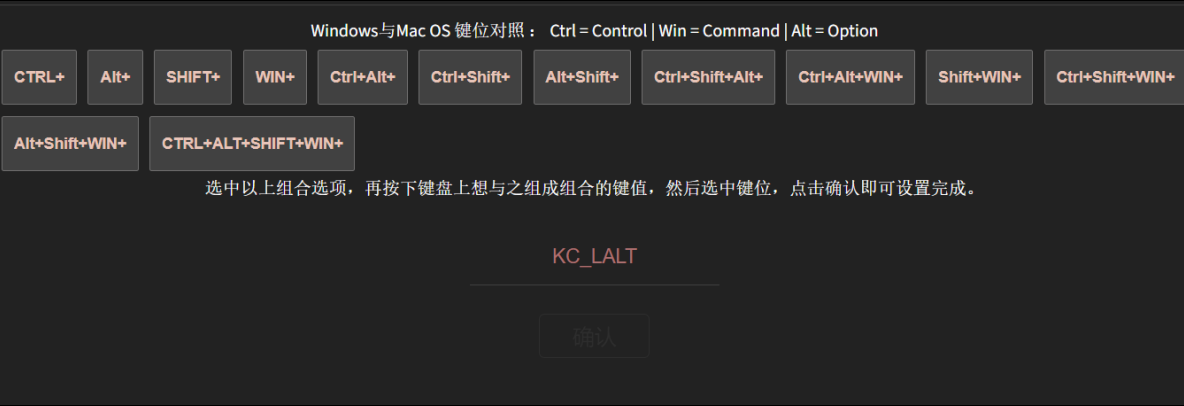 Windows与Mac OS 键位对照： Ctrl = Control | Win = Command | Alt = Option
CTRL+ Alt+ SHIFT+ WIN+ Ctrl+Alt+ Ctrl+Shift+ Alt+Shift+ Ctrl+Shift+Alt+ Ctrl+Alt+WIN+ Shift+WIN+ Ctrl+Shift+WIN+
Alt+Shift+WIN+ CTRL+ALT+SHIFT+WIN+
选中以上组合选项，再按下键盘上想与之组成组合的键值，然后选中键位，点击确认即可设置完成。
KC_LALT
确认